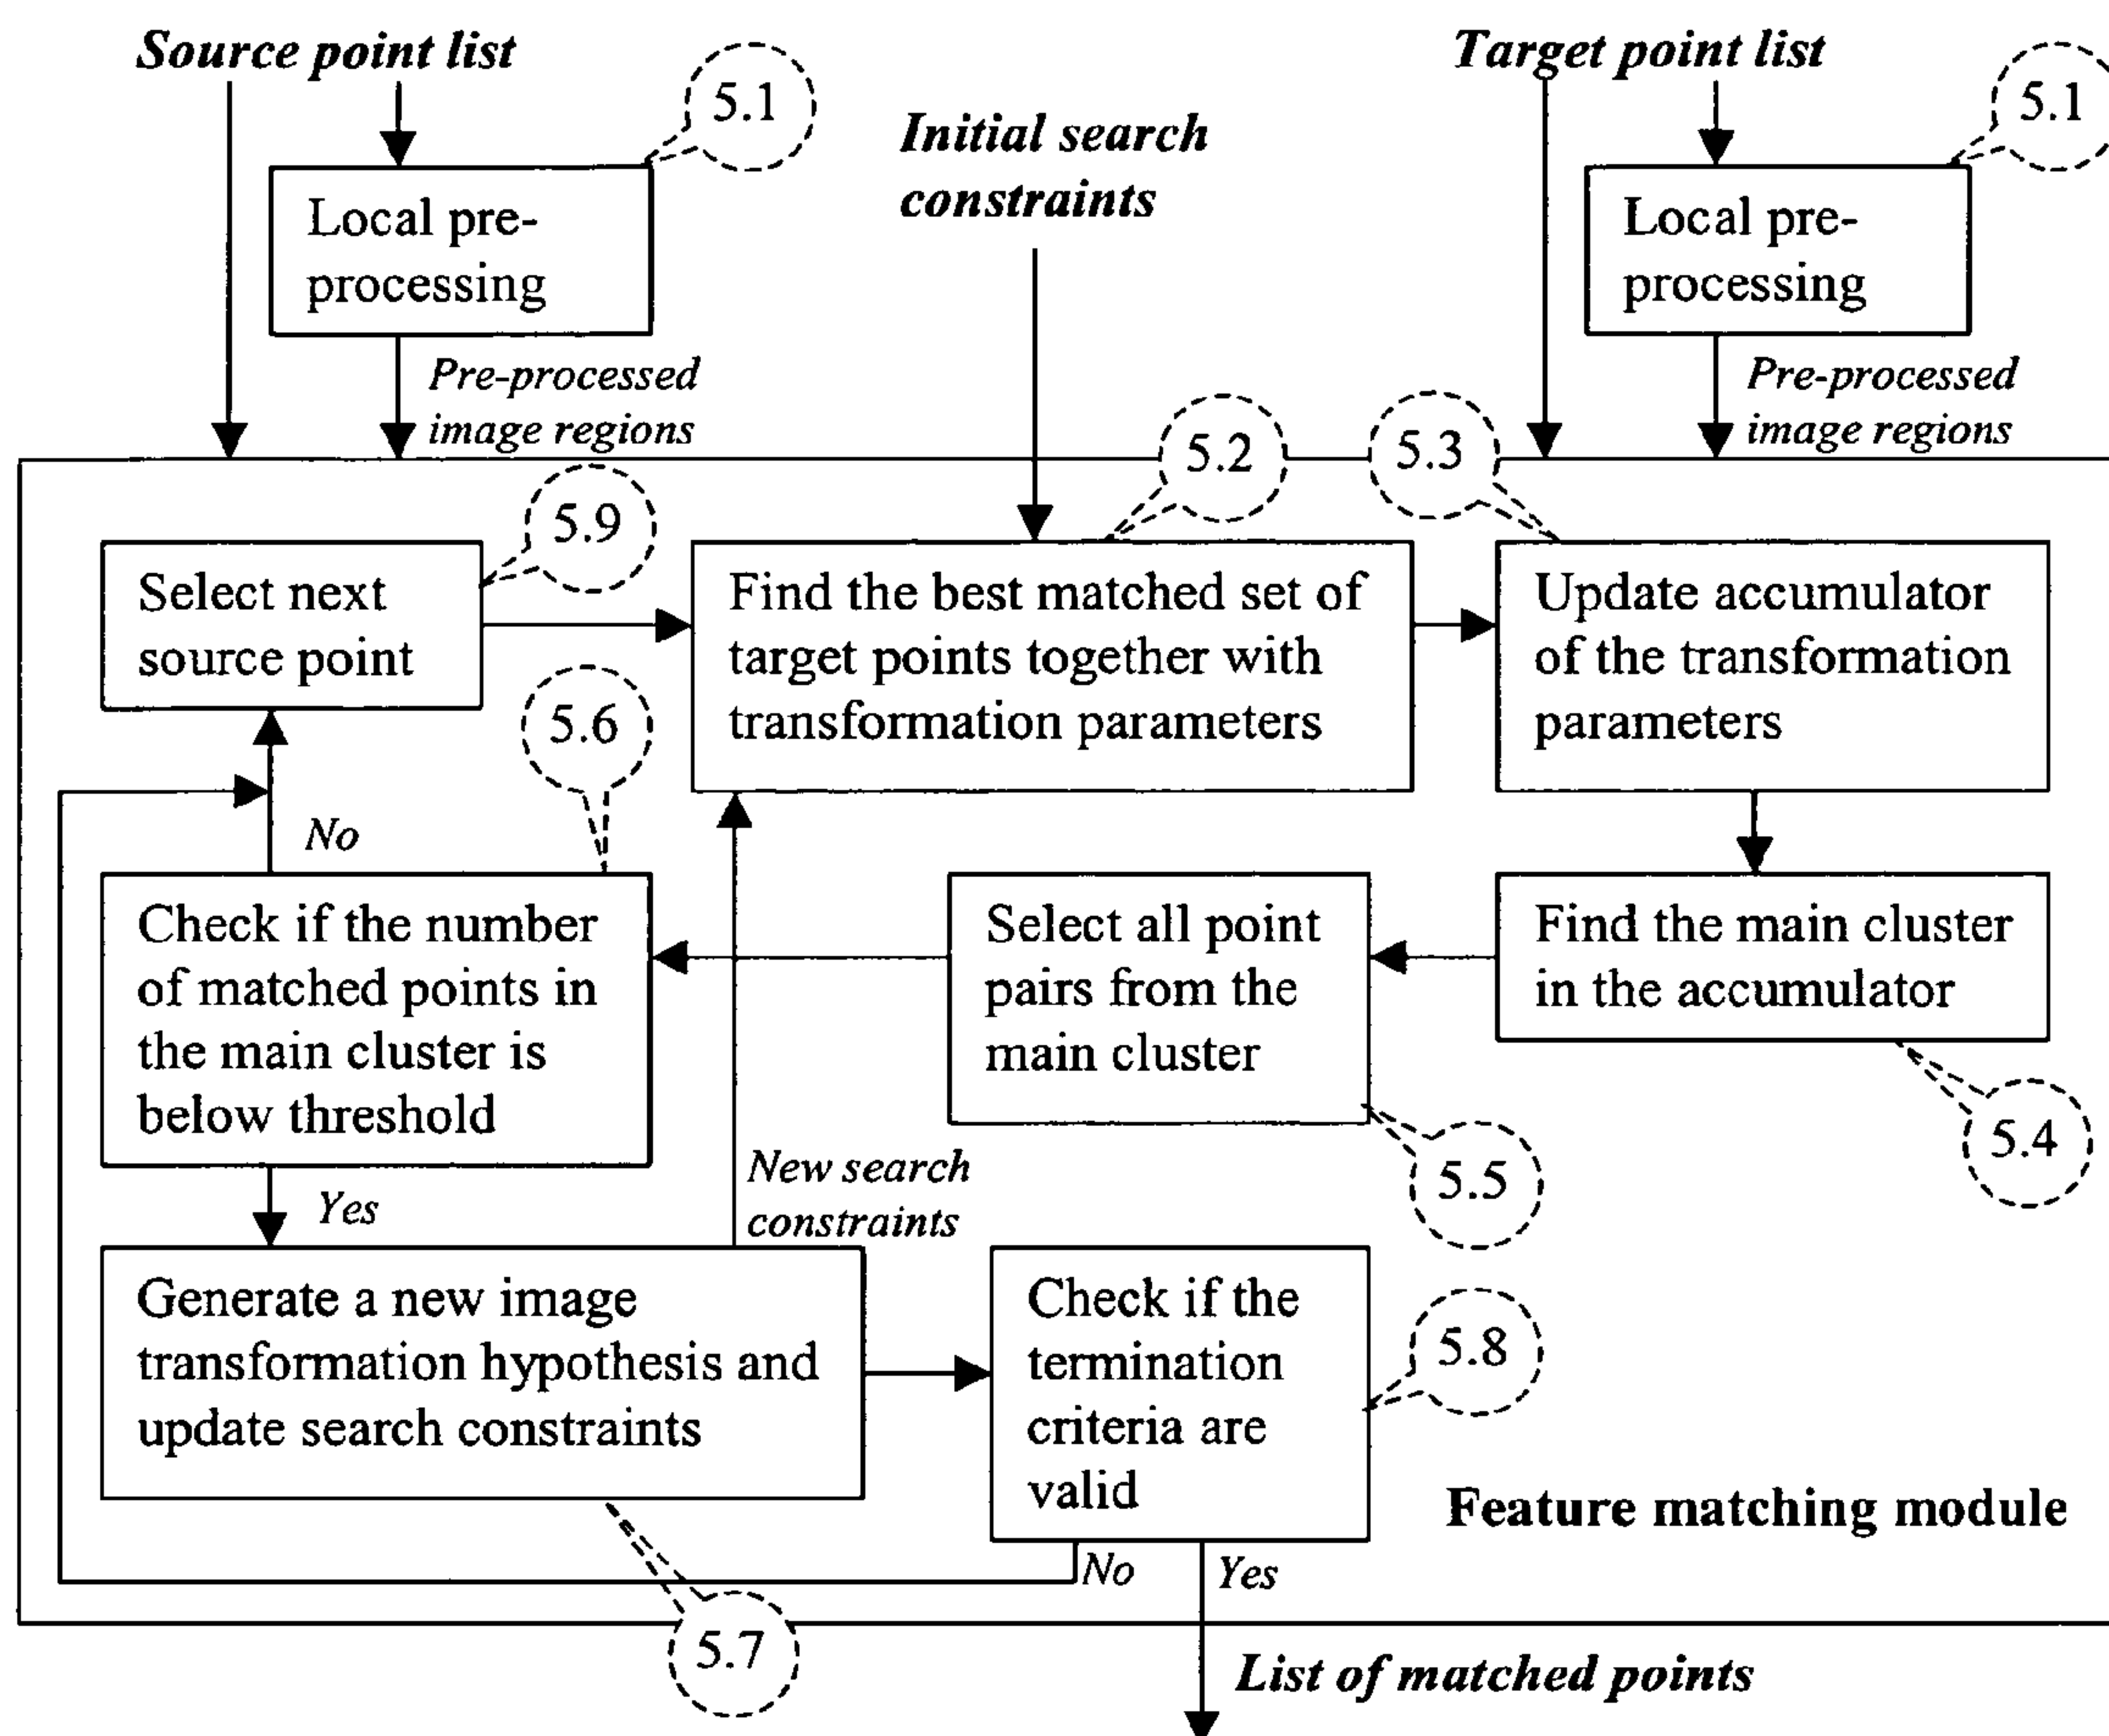 Source point list
5.1
Target point list
5.1
Initial search
constraints
Local pre-
processing
Local pre-
processing
Pre-processed
image regions
Pre-processed
image regions
5.2
5.3
5.9
Select next
source point
Find the best matched set of
target points together with
transformation parameters
Update accumulator
of the transformation
parameters
5.6
No
Check if the number
of matched points in
the main cluster is
below threshold
Select all point
pairs from the
main cluster
Find the main cluster
in the accumulator
5.4
5.5
Yes
New search
constraints
Generate a new image
transformation hypothesis and
update search constraints
Check if the
termination
criteria are
valid
5.8
Feature matching module
No
Yes
5.7
List of matched points